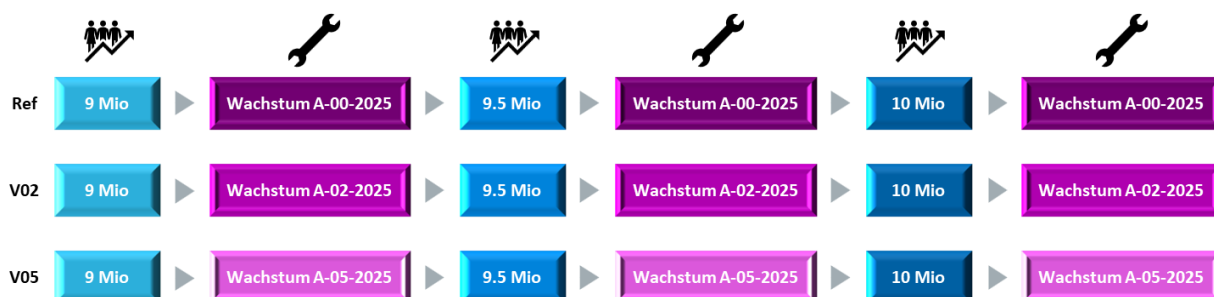 Ref 9 Mio Wachstum A-00-2025 9.5 Mio Wachstum A-00-2025 10 Mio Wachstum A-00-2025
V02 9 Mio Wachstum A-02-2025 9.5 Mio Wachstum A-02-2025 10 Mio Wachstum A-02-2025
V05 9 Mio Wachstum A-05-2025 9.5 Mio Wachstum A-05-2025 10 Mio Wachstum A-05-2025